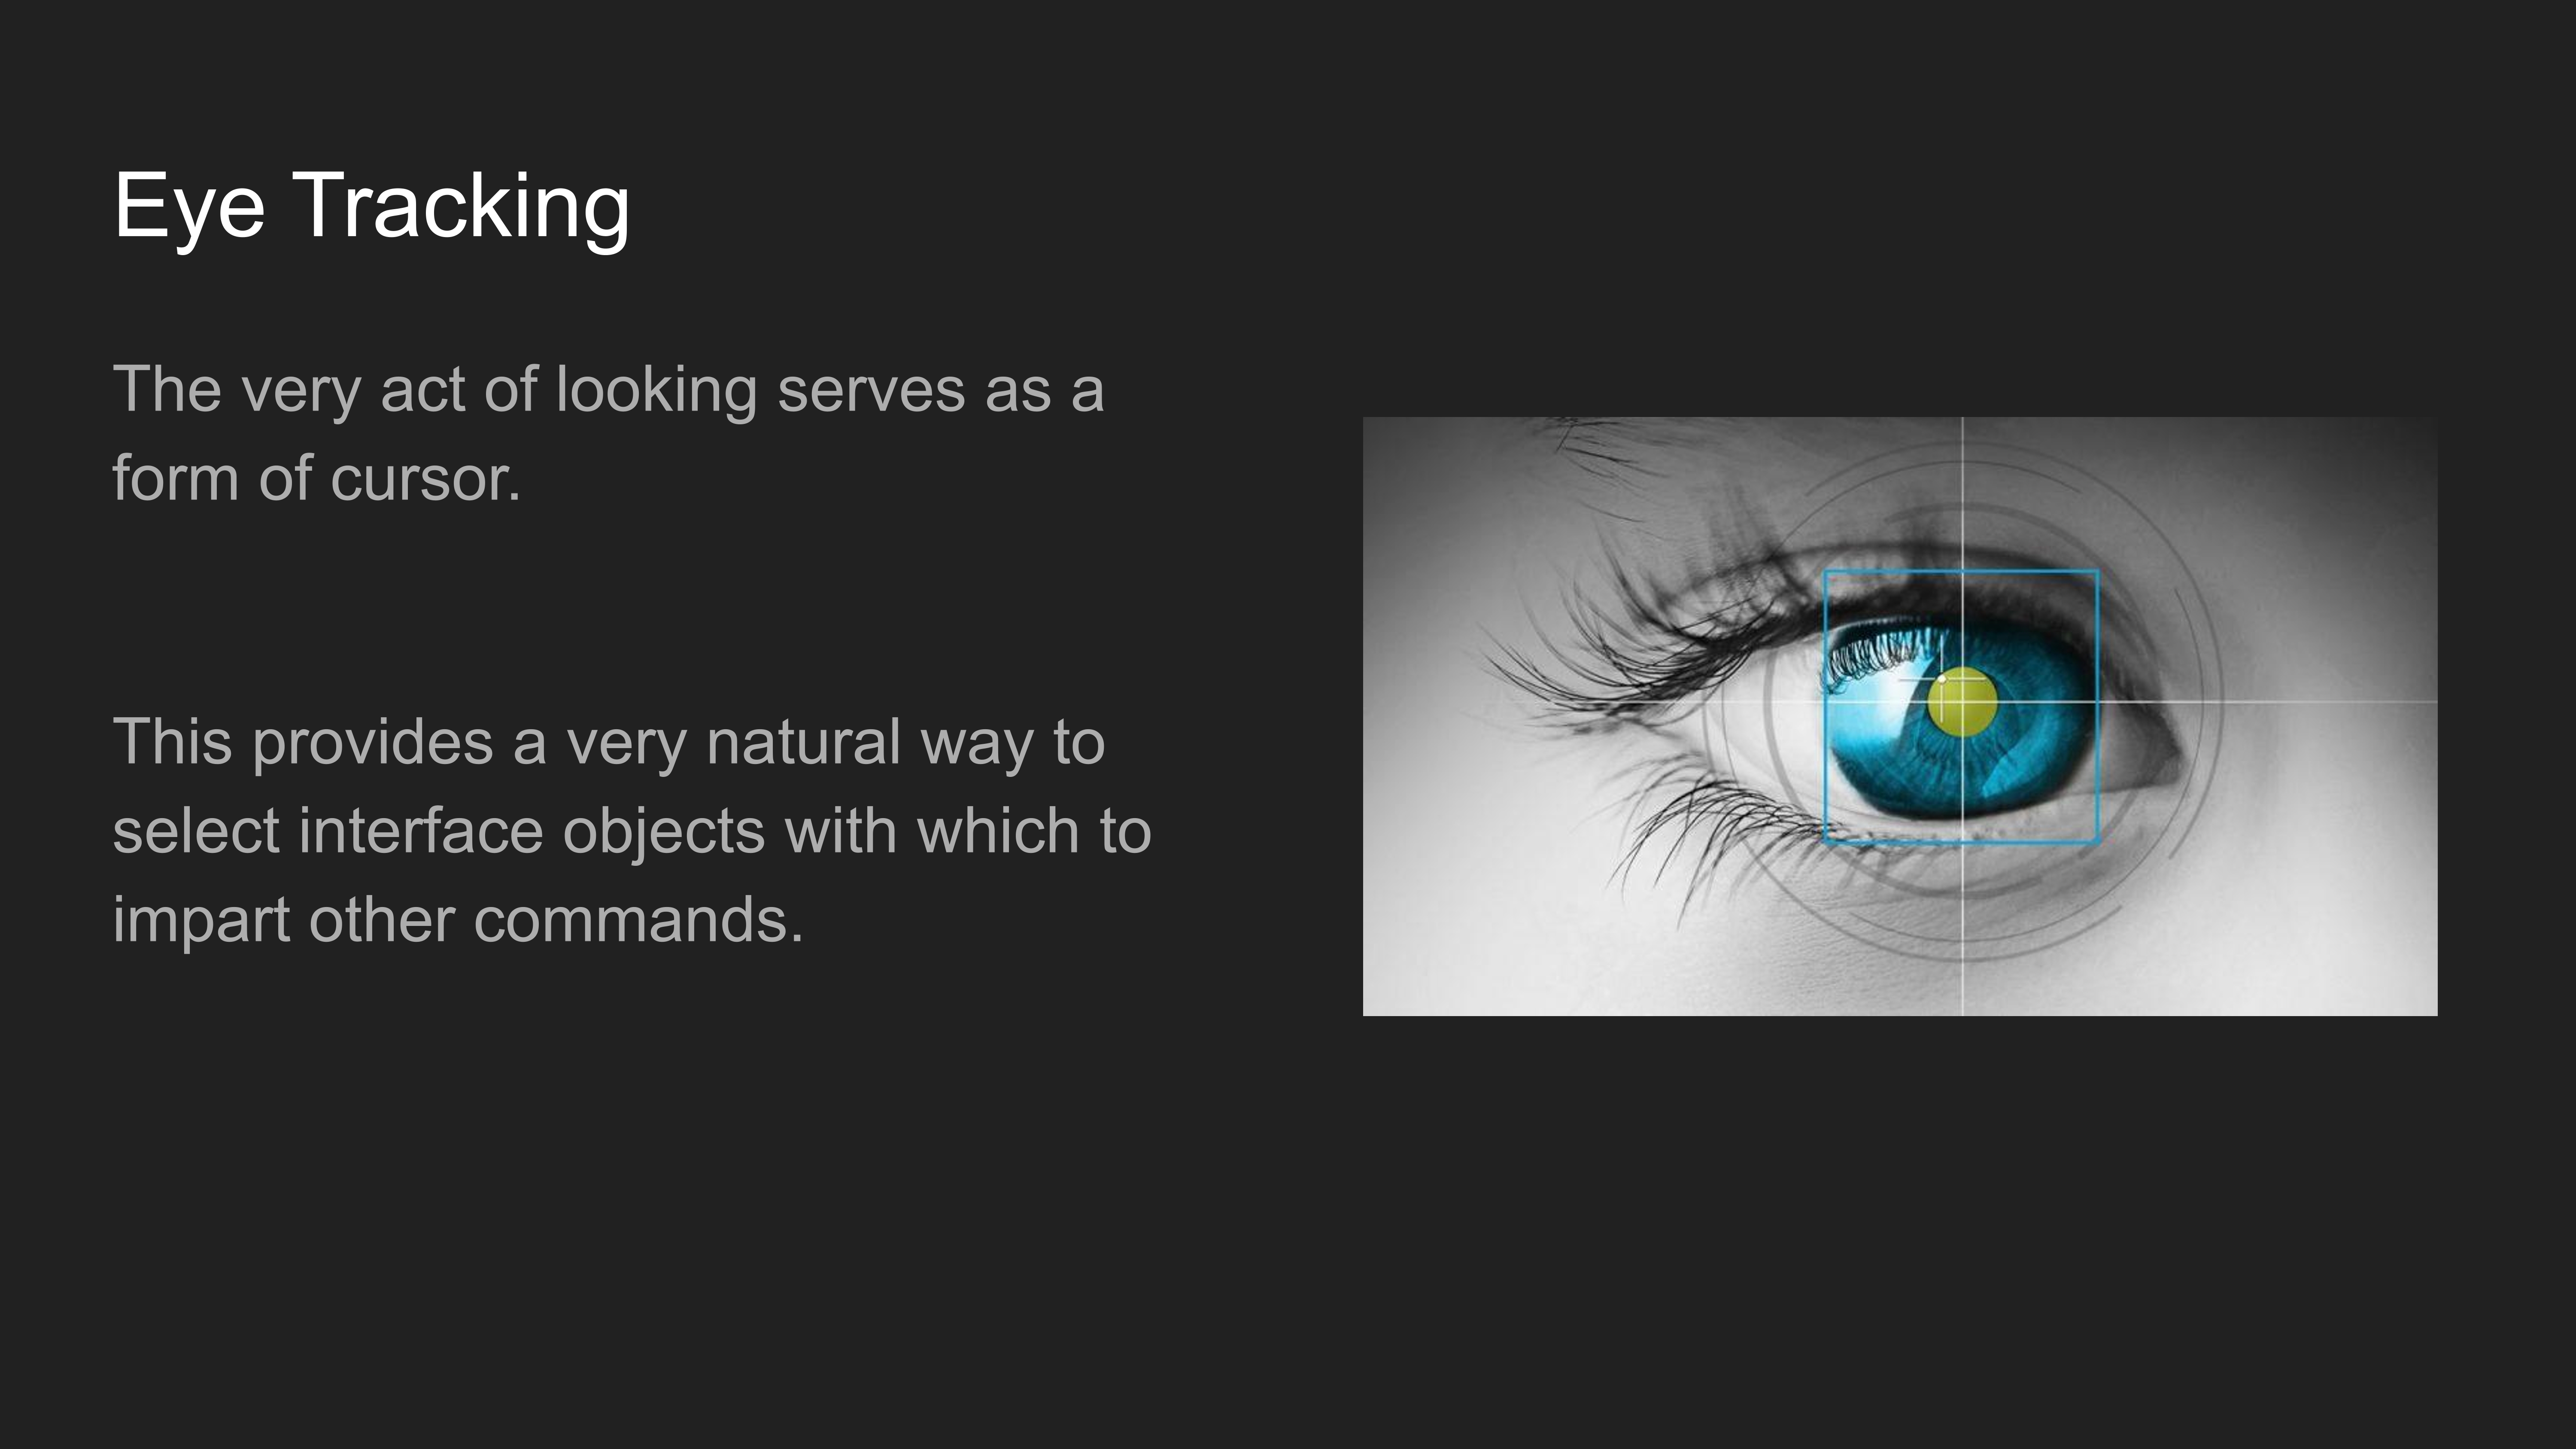 Eye Tracking
The very act of looking serves as a
form of cursor.
This provides a very natural way to
select interface objects with which to
impart other commands.